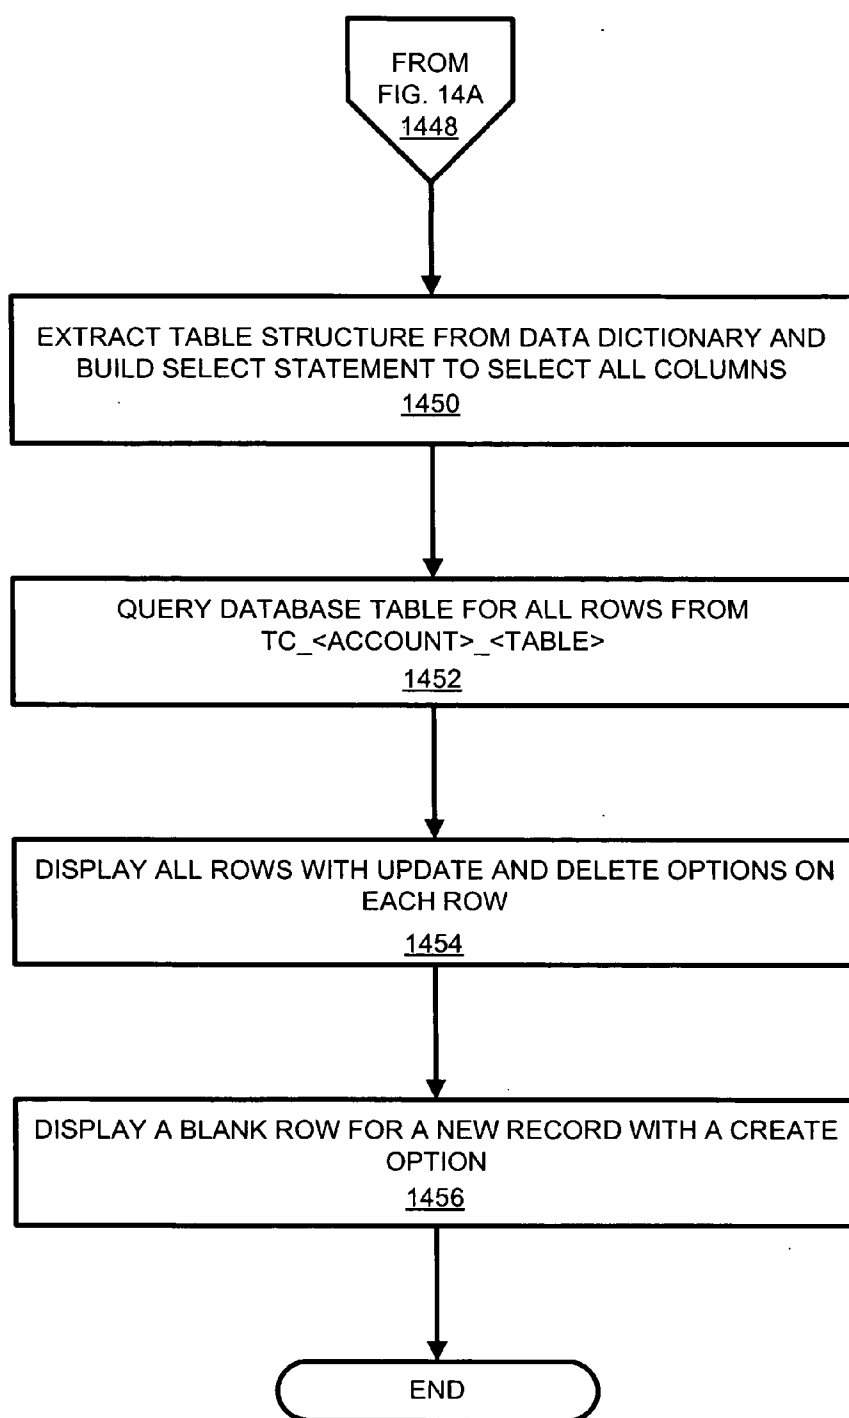 FROM
FIG. 14A
1448
EXTRACT TABLE STRUCTURE FROM DATA DICTIONARY AND
BUILD SELECT STATEMENT TO SELECT ALL COLUMNS
1450
QUERY DATABASE TABLE FOR ALL ROWS FROM
TC_<ACCOUNT>_<TABLE>
1452
DISPLAY ALL ROWS WITH UPDATE AND DELETE OPTIONS ON
EACH ROW
1454
DISPLAY A BLANK ROW FOR A NEW RECORD WITH A CREATE
OPTION
1456
END